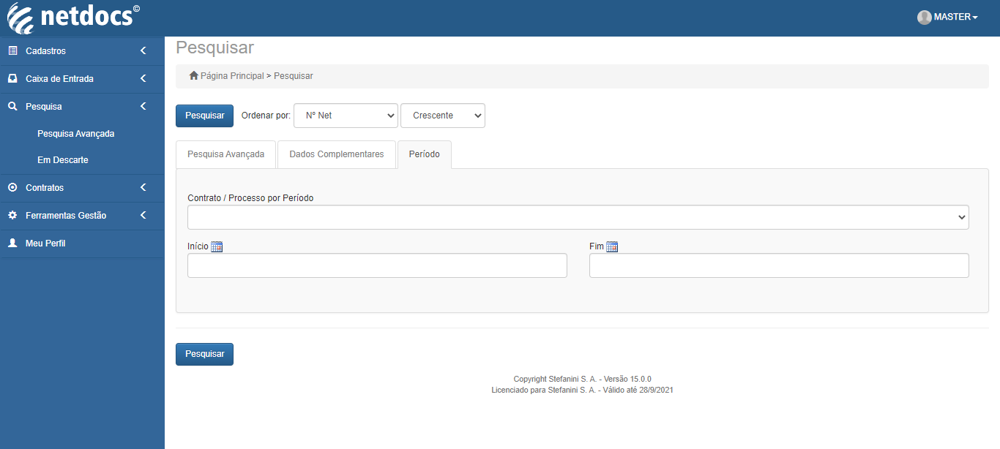 netdocs©
MASTER
Cadastros
Caixa de Entrada
Pesquisa
Pesquisa Avançada
Em Descarte
Contratos
Ferramentas Gestão
Meu Perfil
Pesquisar
Página Principal > Pesquisar
Pesquisar Ordenar por: N° Net Crescente
Pesquisa Avançada Dados Complementares Período
Contrato / Processo por Período
Início Fim
Pesquisar
Copyright Stefanini S. A. - Versão 15.0.0
Licenciado para Stefanini S. A. - Válido até 28/9/2021